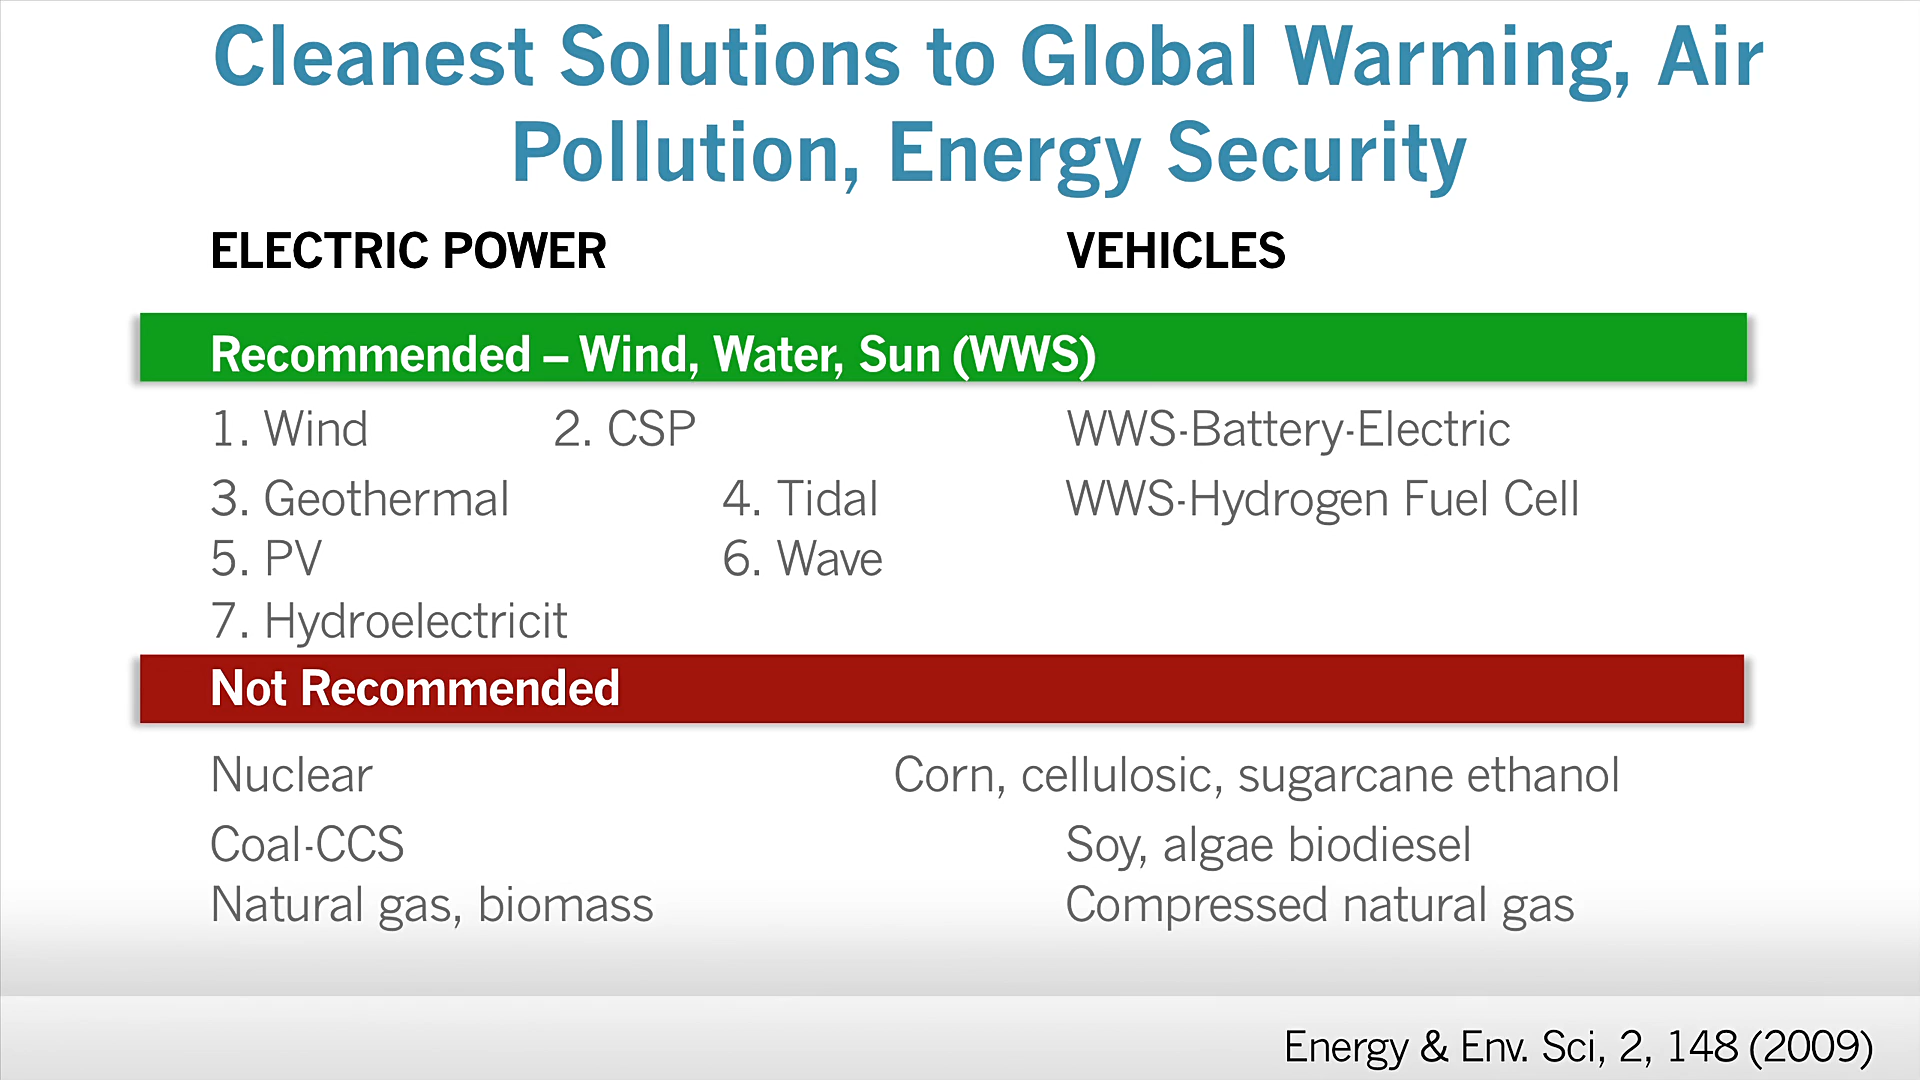 Cleanest Solutions to Global Warming, Air
Pollution, Energy Security
ELECTRIC POWER VEHICLES
Recommended – Wind, Water, Sun (WWS)
1. Wind 2. CSP WWS-Battery-Electric
3. Geothermal 4. Tidal WWS-Hydrogen Fuel Cell
5. PV 6. Wave
7. Hydroelectricit
Not Recommended
Nuclear Corn, cellulosic, sugarcane ethanol
Coal-CCS Soy, algae biodiesel
Natural gas, biomass Compressed natural gas
Energy & Env. Sci, 2, 148 (2009)